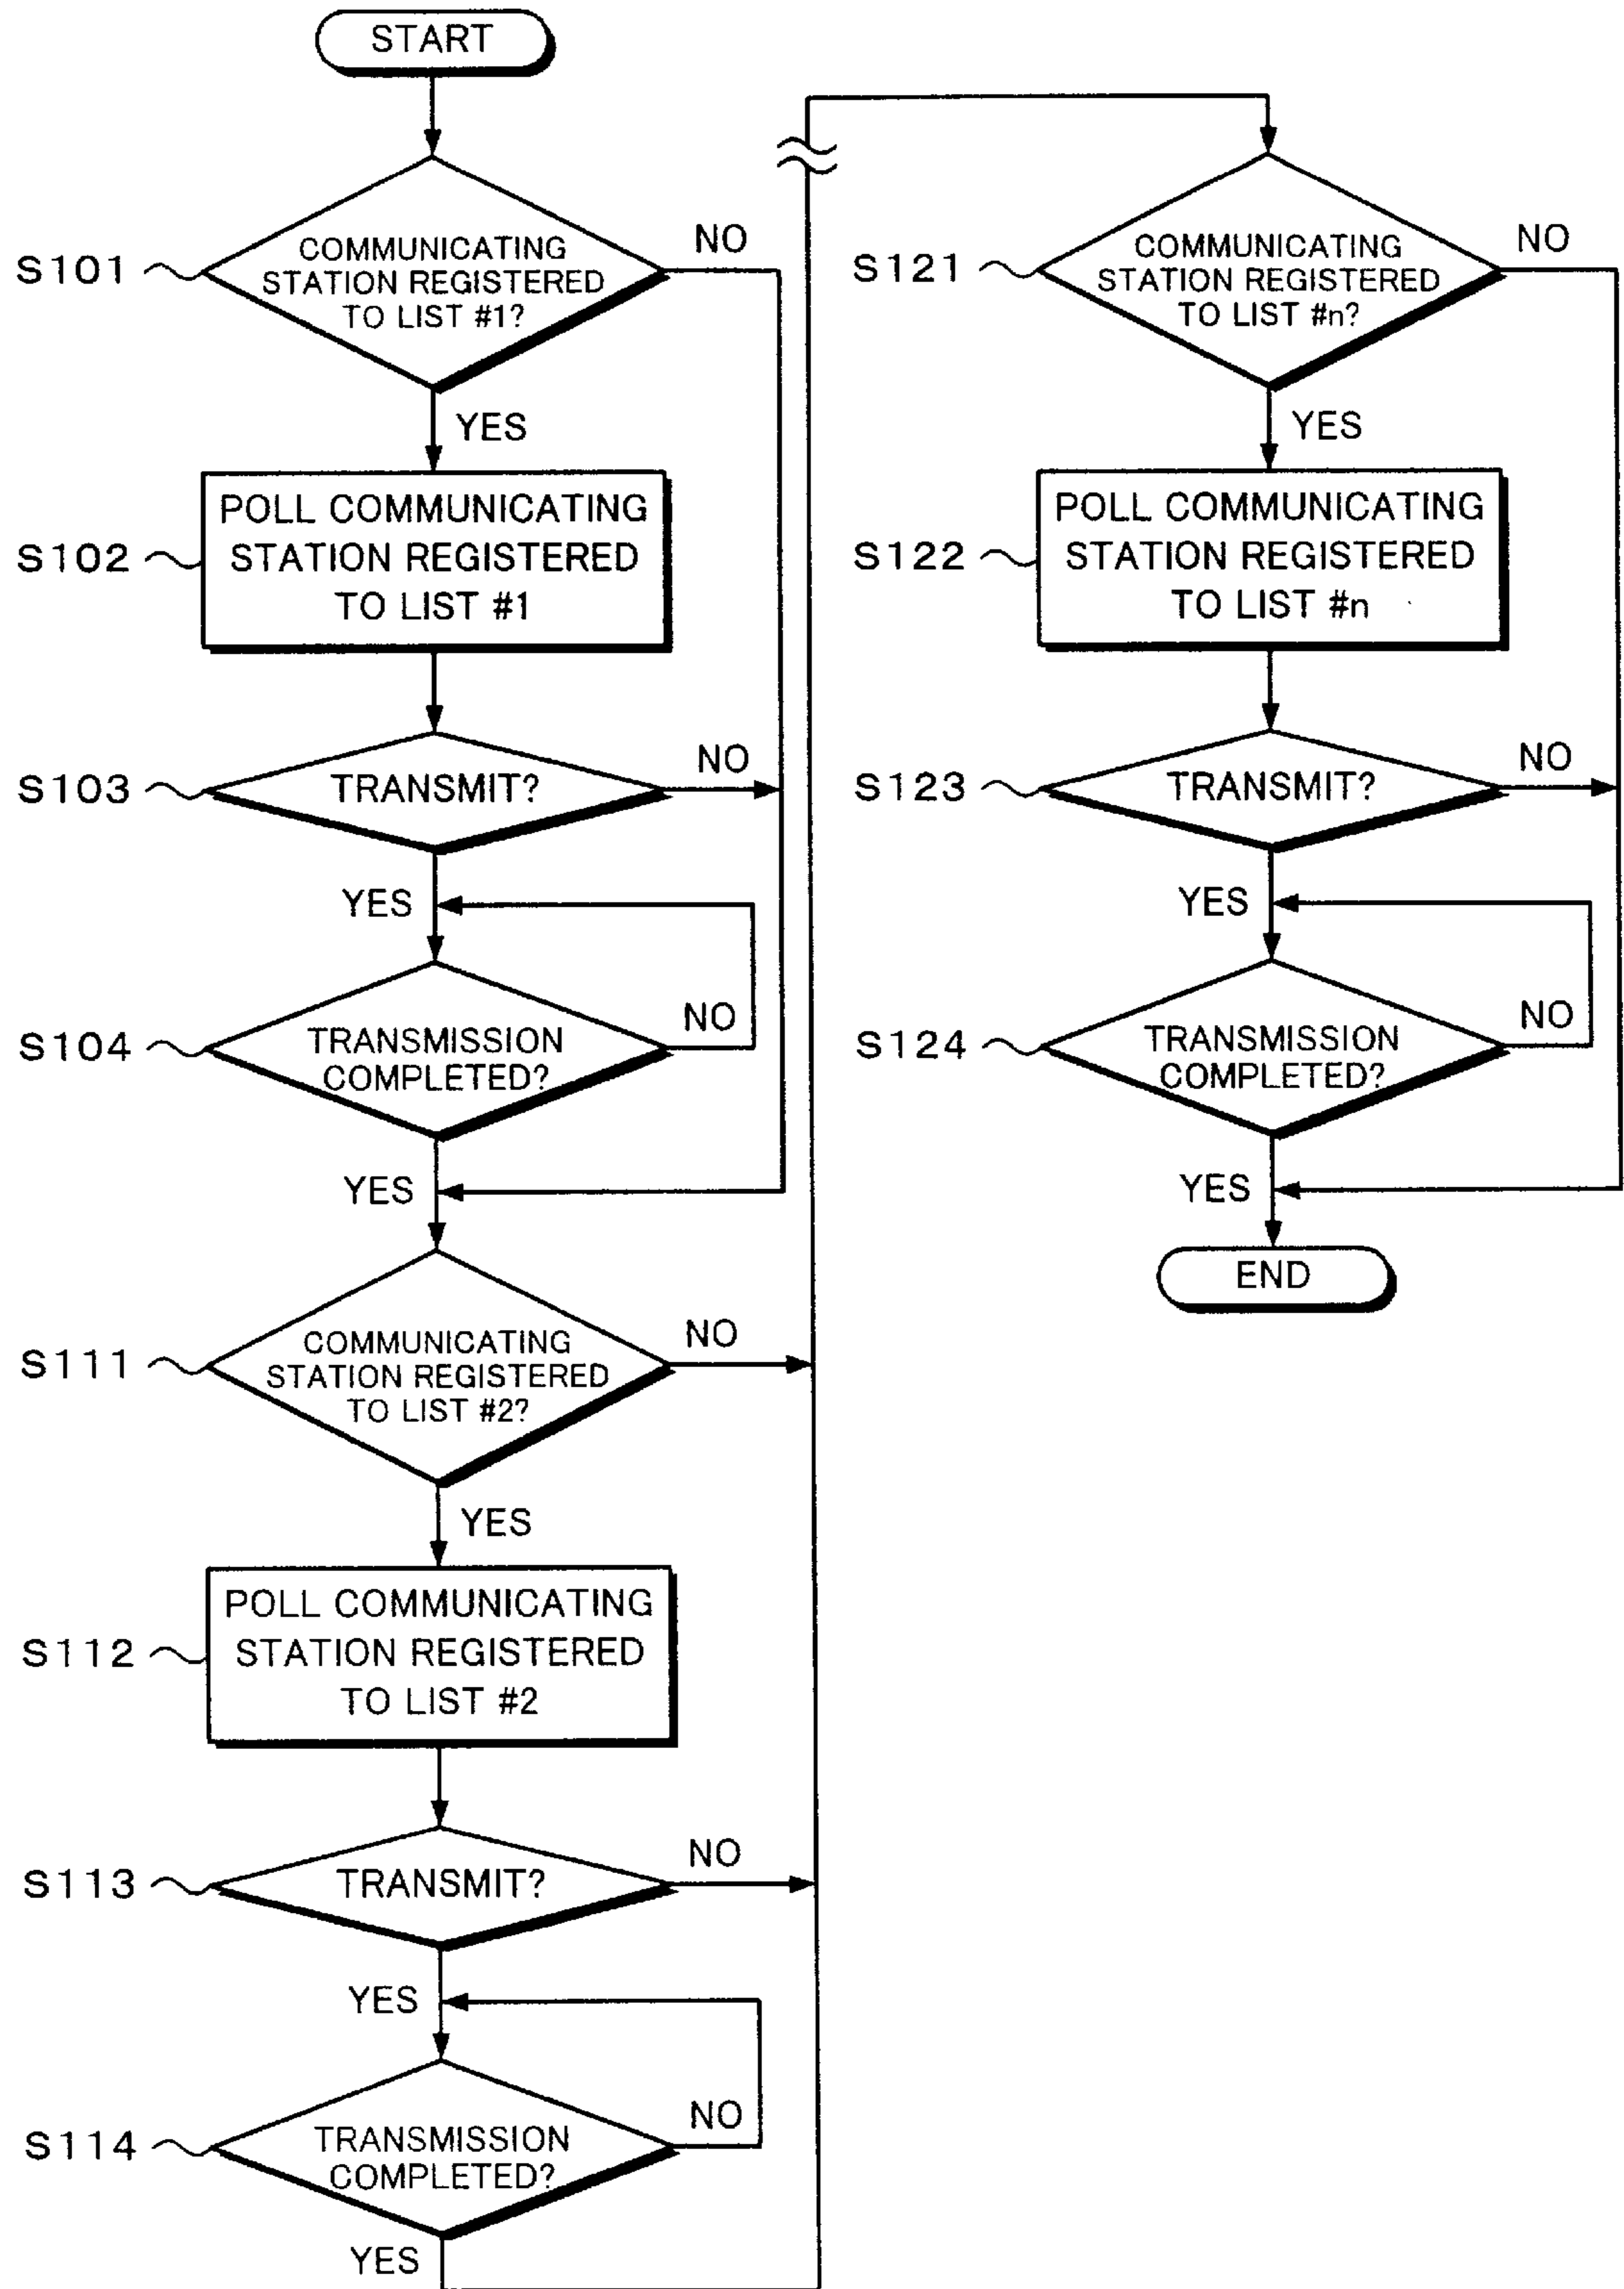 START
S101
COMMUNICATING
STATION REGISTERED
TO LIST #1?
NO
YES
S102
POLL COMMUNICATING
STATION REGISTERED
TO LIST #1
S103
TRANSMIT?
NO
YES
S104
TRANSMISSION
COMPLETED?
NO
YES
S111
COMMUNICATING
STATION REGISTERED
TO LIST #2?
NO
YES
S112
POLL COMMUNICATING
STATION REGISTERED
TO LIST #2
S113
TRANSMIT?
NO
YES
S114
TRANSMISSION
COMPLETED?
NO
YES
S121
COMMUNICATING
STATION REGISTERED
TO LIST #n?
NO
YES
S122
POLL COMMUNICATING
STATION REGISTERED
TO LIST #n
S123
TRANSMIT?
NO
YES
S124
TRANSMISSION
COMPLETED?
NO
YES
END